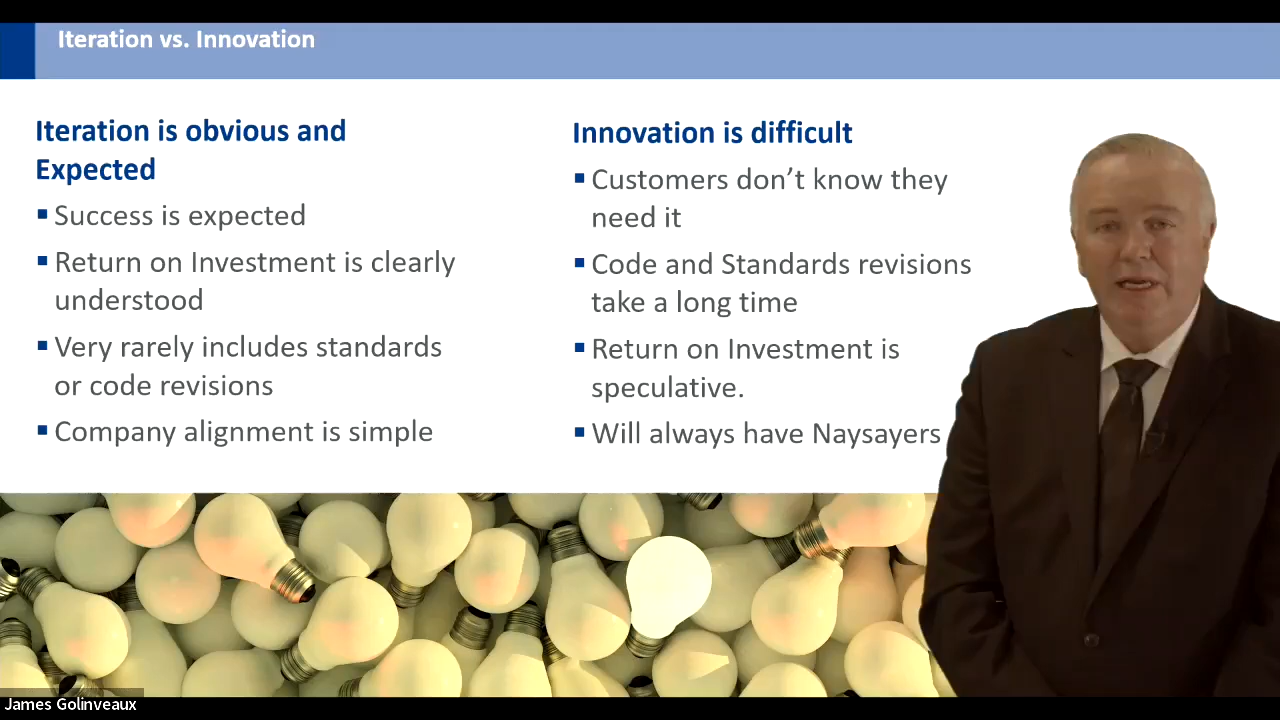 Iteration vs. Innovation
Iteration is obvious and
Expected
▪ Success is expected
▪ Return on Investment is clearly
understood
▪ Very rarely includes standards
or code revisions
▪ Company alignment is simple
Innovation is difficult
▪ Customers don’t know they
need it
▪ Code and Standards revisions
take a long time
▪ Return on Investment is
speculative.
▪ Will always have Naysayers
James Golinveaux